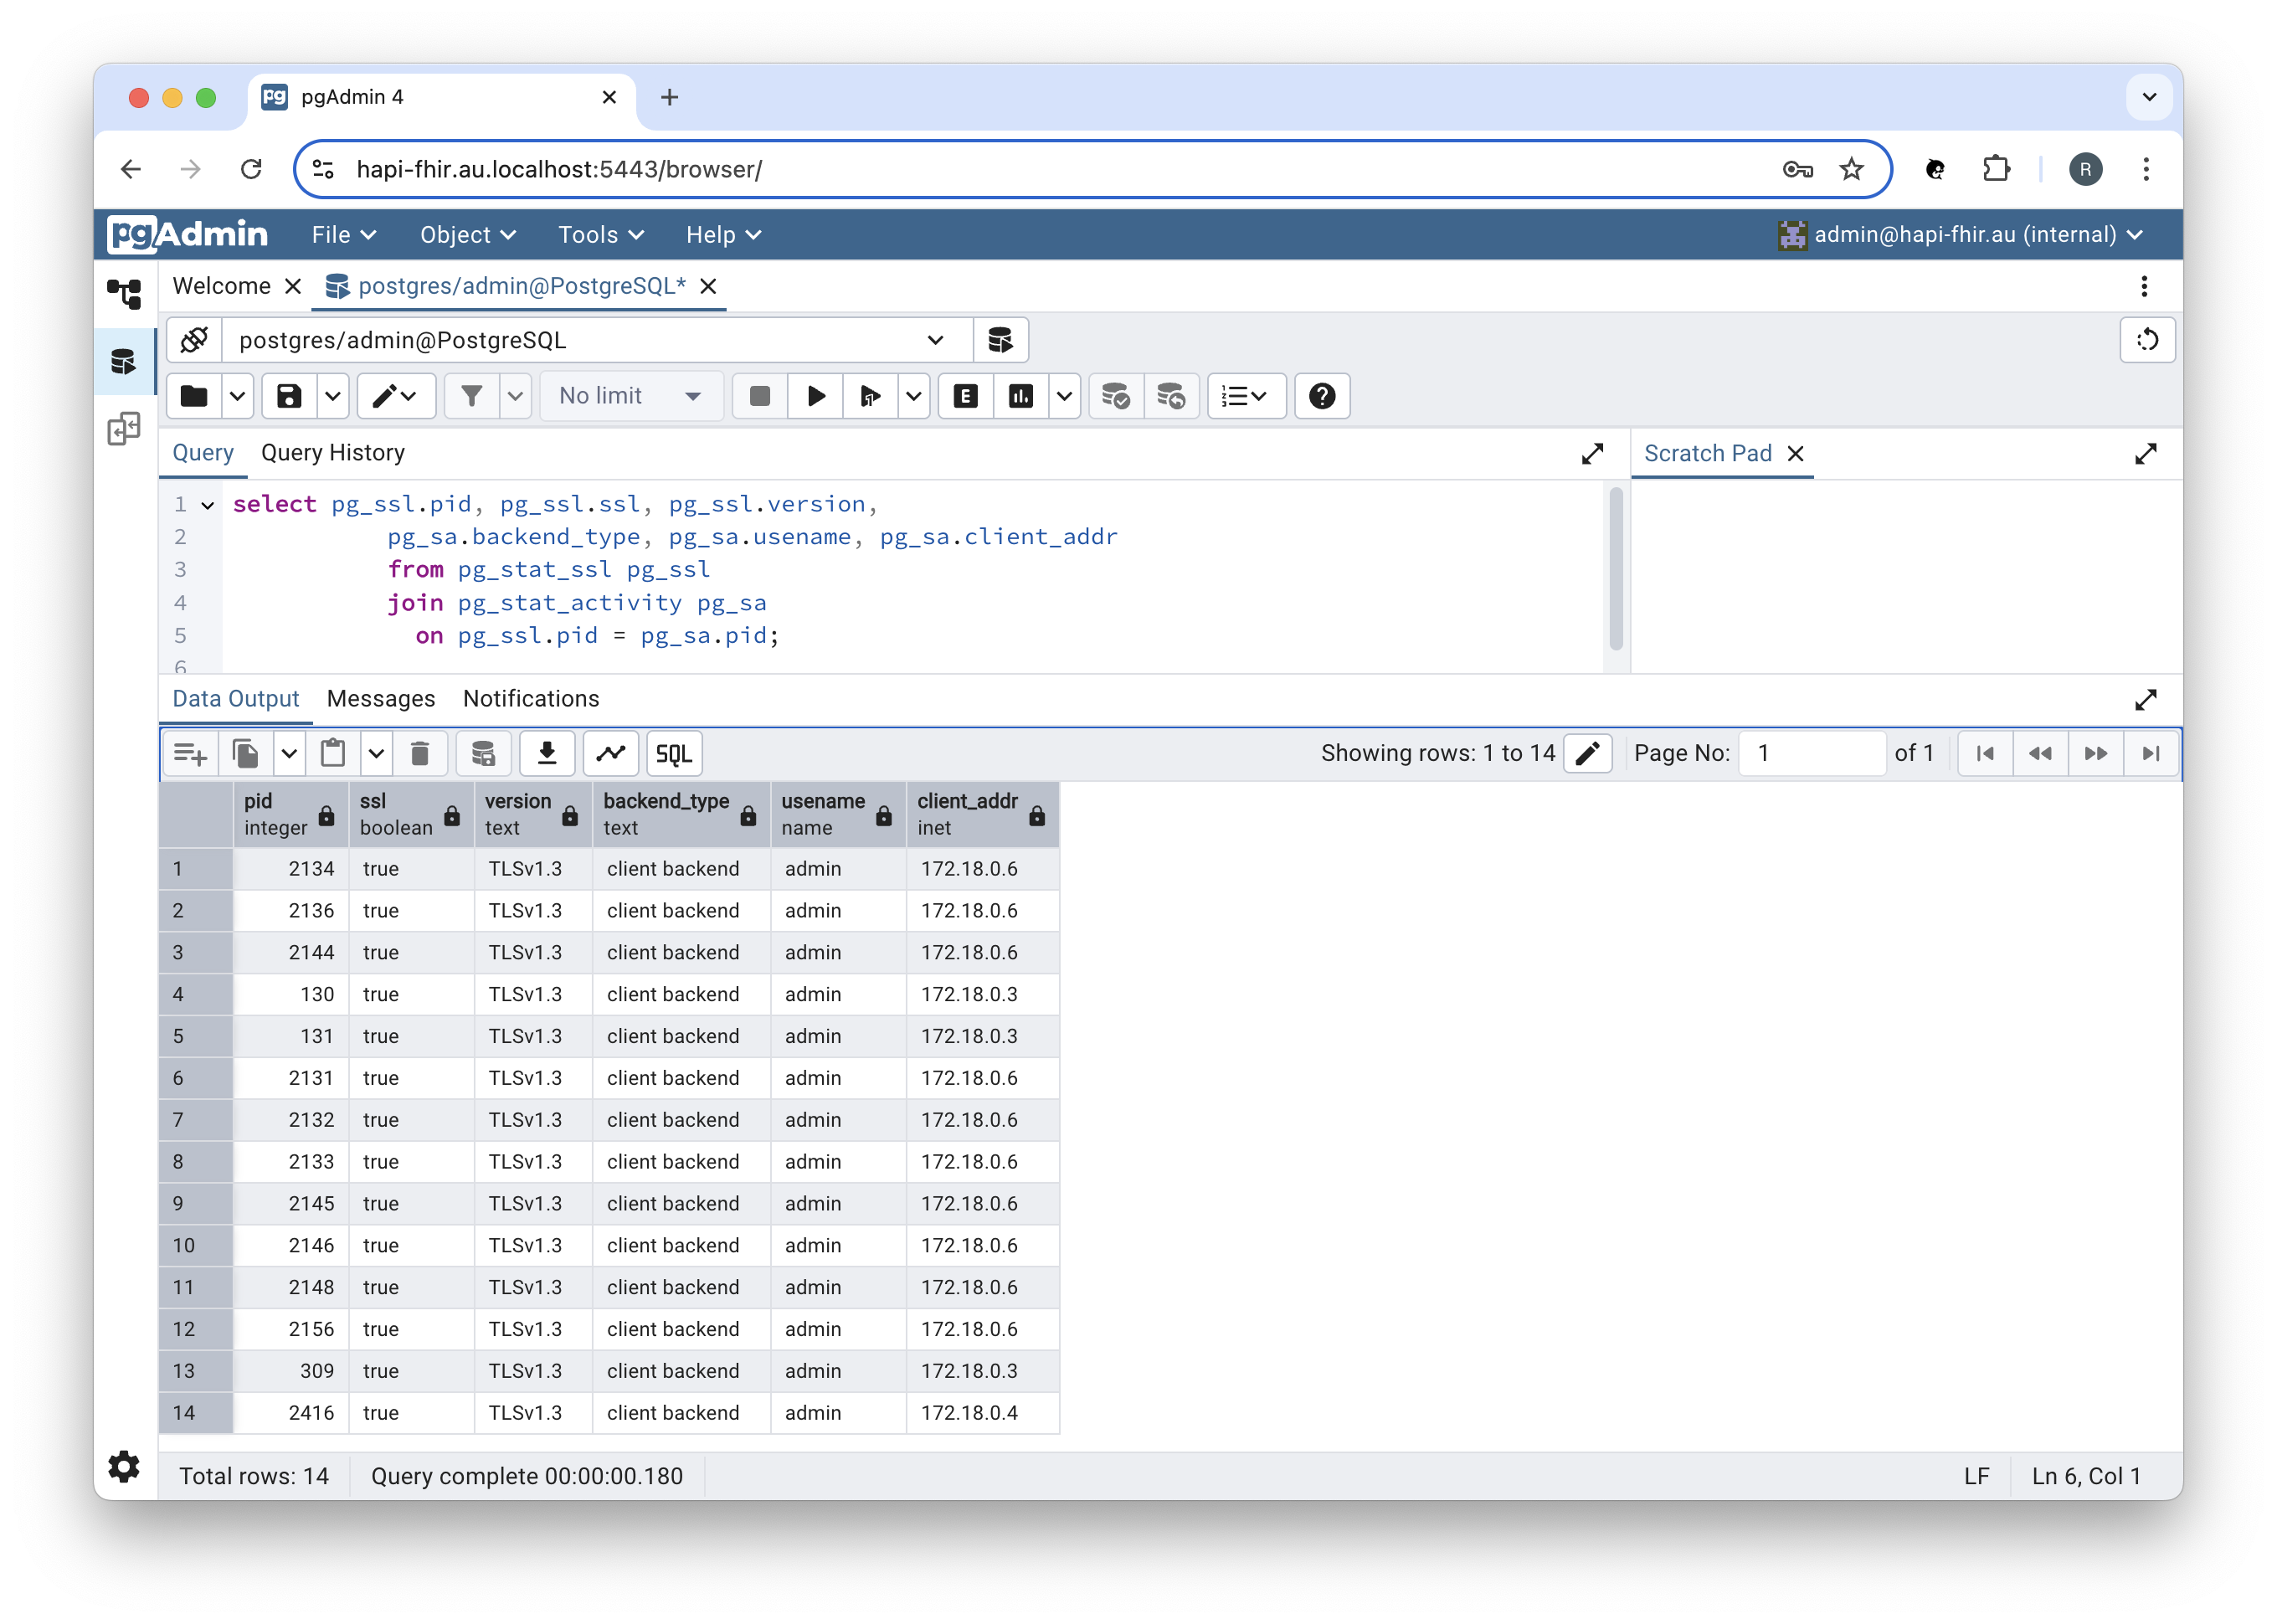 pgAdmin 4
hapi-fhir.au.localhost:5443/browser/
R
pgAdmin File Object Tools Help admin@hapi-fhir.au (internal)
Welcome postgres/admin@PostgreSQL*
postgres/admin@PostgreSQL
No limit
Query Query History Scratch Pad
1 select pg_ssl.pid, pg_ssl.ssl, pg_ssl.version,
2 pg_sa.backend_type, pg_sa.usename, pg_sa.client_addr
3 from pg_stat_ssl pg_ssl
4 join pg_stat_activity pg_sa
5 on pg_ssl.pid = pg_sa.pid;
6
Data Output Messages Notifications
SQL Showing rows: 1 to 14 Page No: 1 of 1
pid ssl version backend_type usename client_addr
integer boolean text text name inet
1 2134 true TLSv1.3 client backend admin 172.18.0.6
2 2136 true TLSv1.3 client backend admin 172.18.0.6
3 2144 true TLSv1.3 client backend admin 172.18.0.6
4 130 true TLSv1.3 client backend admin 172.18.0.3
5 131 true TLSv1.3 client backend admin 172.18.0.3
6 2131 true TLSv1.3 client backend admin 172.18.0.6
7 2132 true TLSv1.3 client backend admin 172.18.0.6
8 2133 true TLSv1.3 client backend admin 172.18.0.6
9 2145 true TLSv1.3 client backend admin 172.18.0.6
10 2146 true TLSv1.3 client backend admin 172.18.0.6
11 2148 true TLSv1.3 client backend admin 172.18.0.6
12 2156 true TLSv1.3 client backend admin 172.18.0.6
13 309 true TLSv1.3 client backend admin 172.18.0.3
14 2416 true TLSv1.3 client backend admin 172.18.0.4
Total rows: 14 Query complete 00:00:00.180 LF Ln 6, Col 1